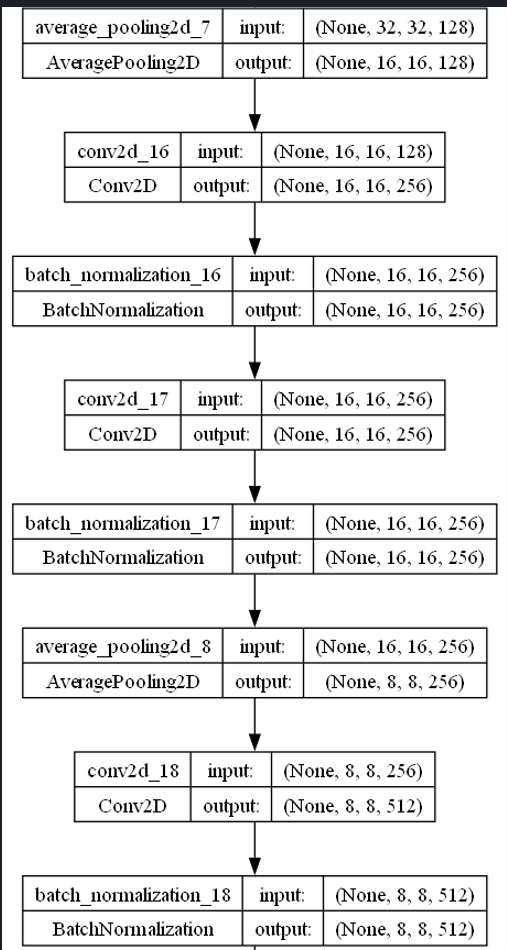 average_pooling2d_7 input: (None, 32, 32, 128)
AveragePooling2D output: (None, 16, 16, 128)
conv2d_16 input: (None, 16, 16, 128)
Conv2D output: (None, 16, 16, 256)
batch_normalization_16 input: (None, 16, 16, 256)
BatchNormalization output: (None, 16, 16, 256)
conv2d_17 input: (None, 16, 16, 256)
Conv2D output: (None, 16, 16, 256)
batch_normalization_17 input: (None, 16, 16, 256)
BatchNormalization output: (None, 16, 16, 256)
average_pooling2d_8 input: (None, 16, 16, 256)
AveragePooling2D output: (None, 8, 8, 256)
conv2d_18 input: (None, 8, 8, 256)
Conv2D output: (None, 8, 8, 512)
batch_normalization_18 input: (None, 8, 8, 512)
BatchNormalization output: (None, 8, 8, 512)